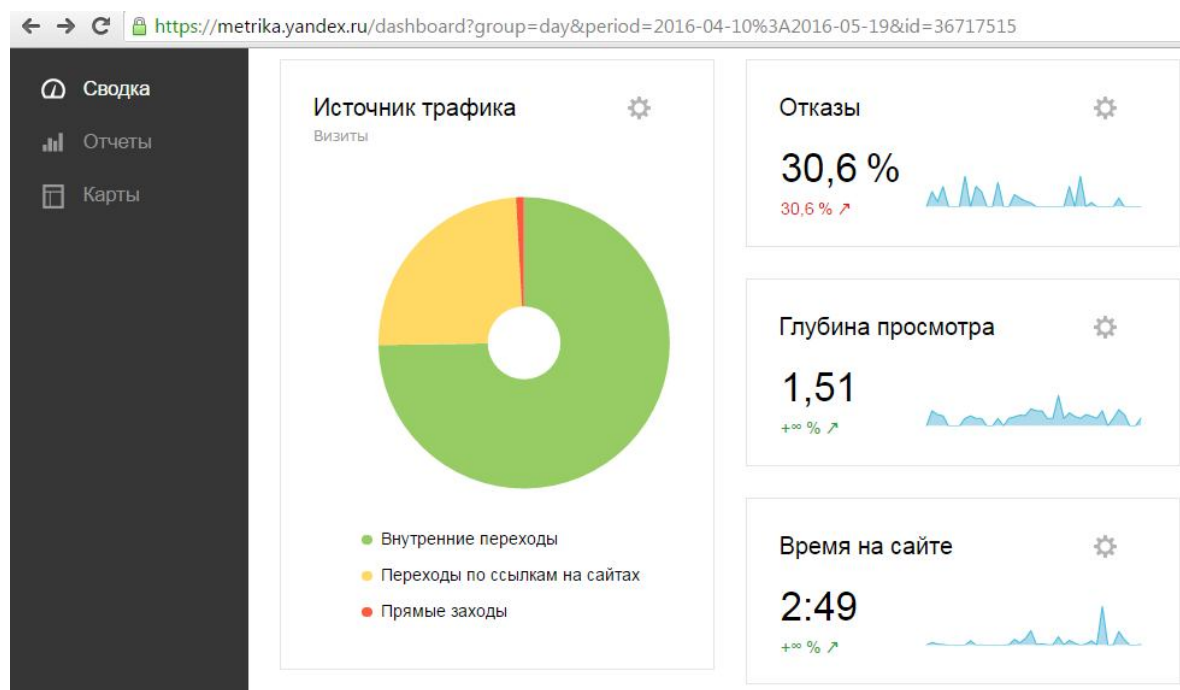 https://metrika.yandex.ru/dashboard?group=day&period=2016-04-10%3A2016-05-19&id=36717515
Сводка
Отчеты
Карты
Источник трафика
Визиты
Внутренние переходы
Переходы по ссылкам на сайтах
Прямые заходы
Отказы
30,6 %
30,6 % ↗
Глубина просмотра
1,51
+∞ % ↗
Время на сайте
2:49
+∞ % ↗